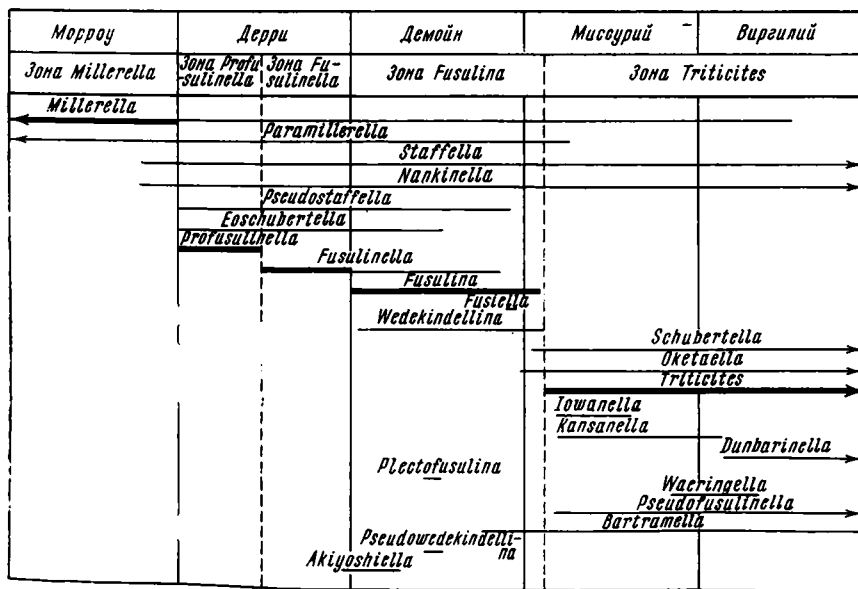 Морроу Дерри Демойн Миссурий Виргилий
Зона Millerella Зона Profu-sulinella Зона Fu-sulinella Зона Fusulina Зона Triticites
Millerella
Paramillerella
Staffella
Nankinella
Pseudostaffella
Eoschubertella
Profusulinella
Fusulinella
Fusulina
Fusiella
Wedekindellina
Schubertella
Oketaella
Triticites
Iowanella
Kansanella
Dunbarinella
Plectofusulina
Waeringella
Pseudofusulinella
Bartramella
Pseudowedekindelli-
na
Akiyoshiella